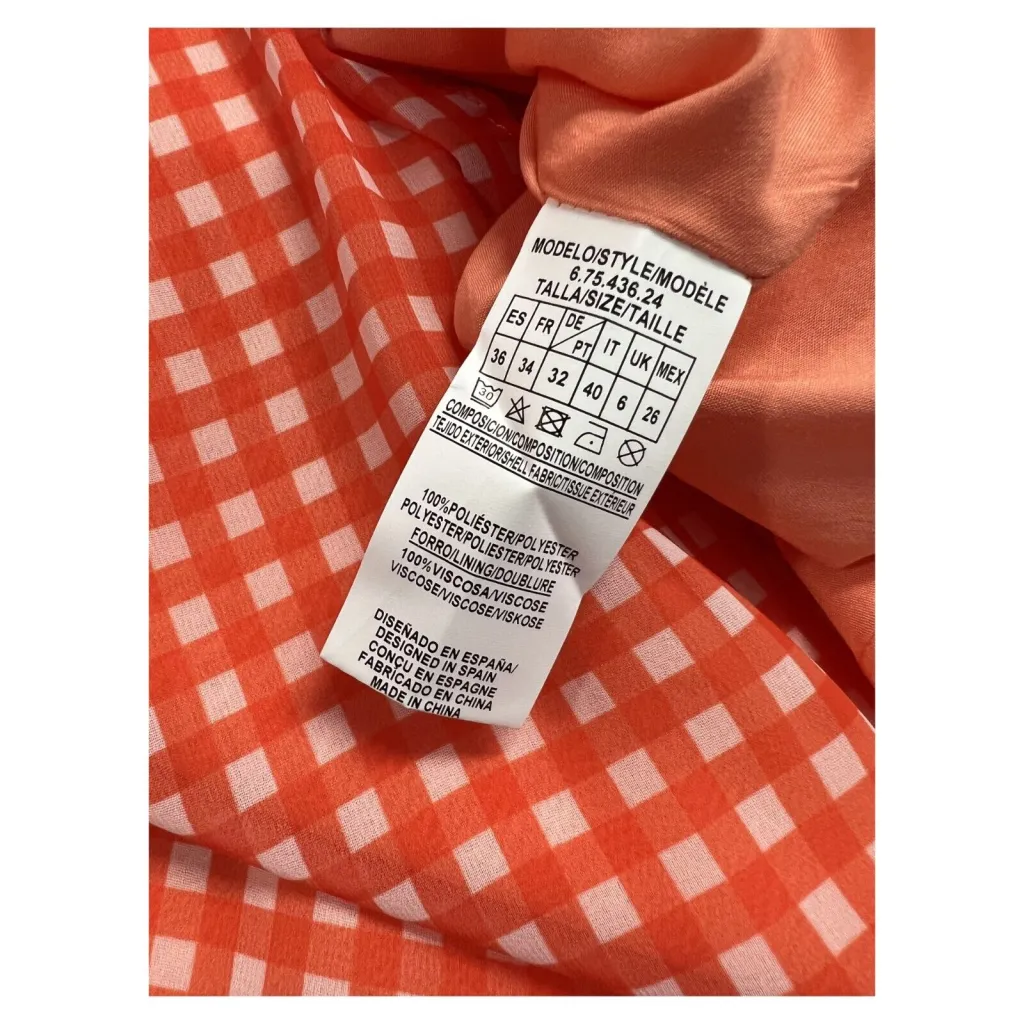 MODELO/STYLE/MODÈLE
6.75.436.24
TALLA/SIZE/TAILLE
ES FR DE/PT IT UK MEX
36 34 32 40 6 26
30
COMPOSICION/COMPOSITION/COMPOSITION
TEJIDO EXTERIOR/SHELL FABRIC/TISSUE EXTERIEUR
100%POLIÉSTER/POLYESTER
POLYESTER/POLIESTER/POLYESTER
FORRO/LINING/DOUBLURE
100%VISCOSA/VISCOSE
VISCOSE/VISCOSE/VISKOSE
DISEÑADO EN ESPAÑA/
DESIGNED IN SPAIN
CONÇU EN ESPAGNE
FABRICADO EN CHINA
MADE IN CHINA